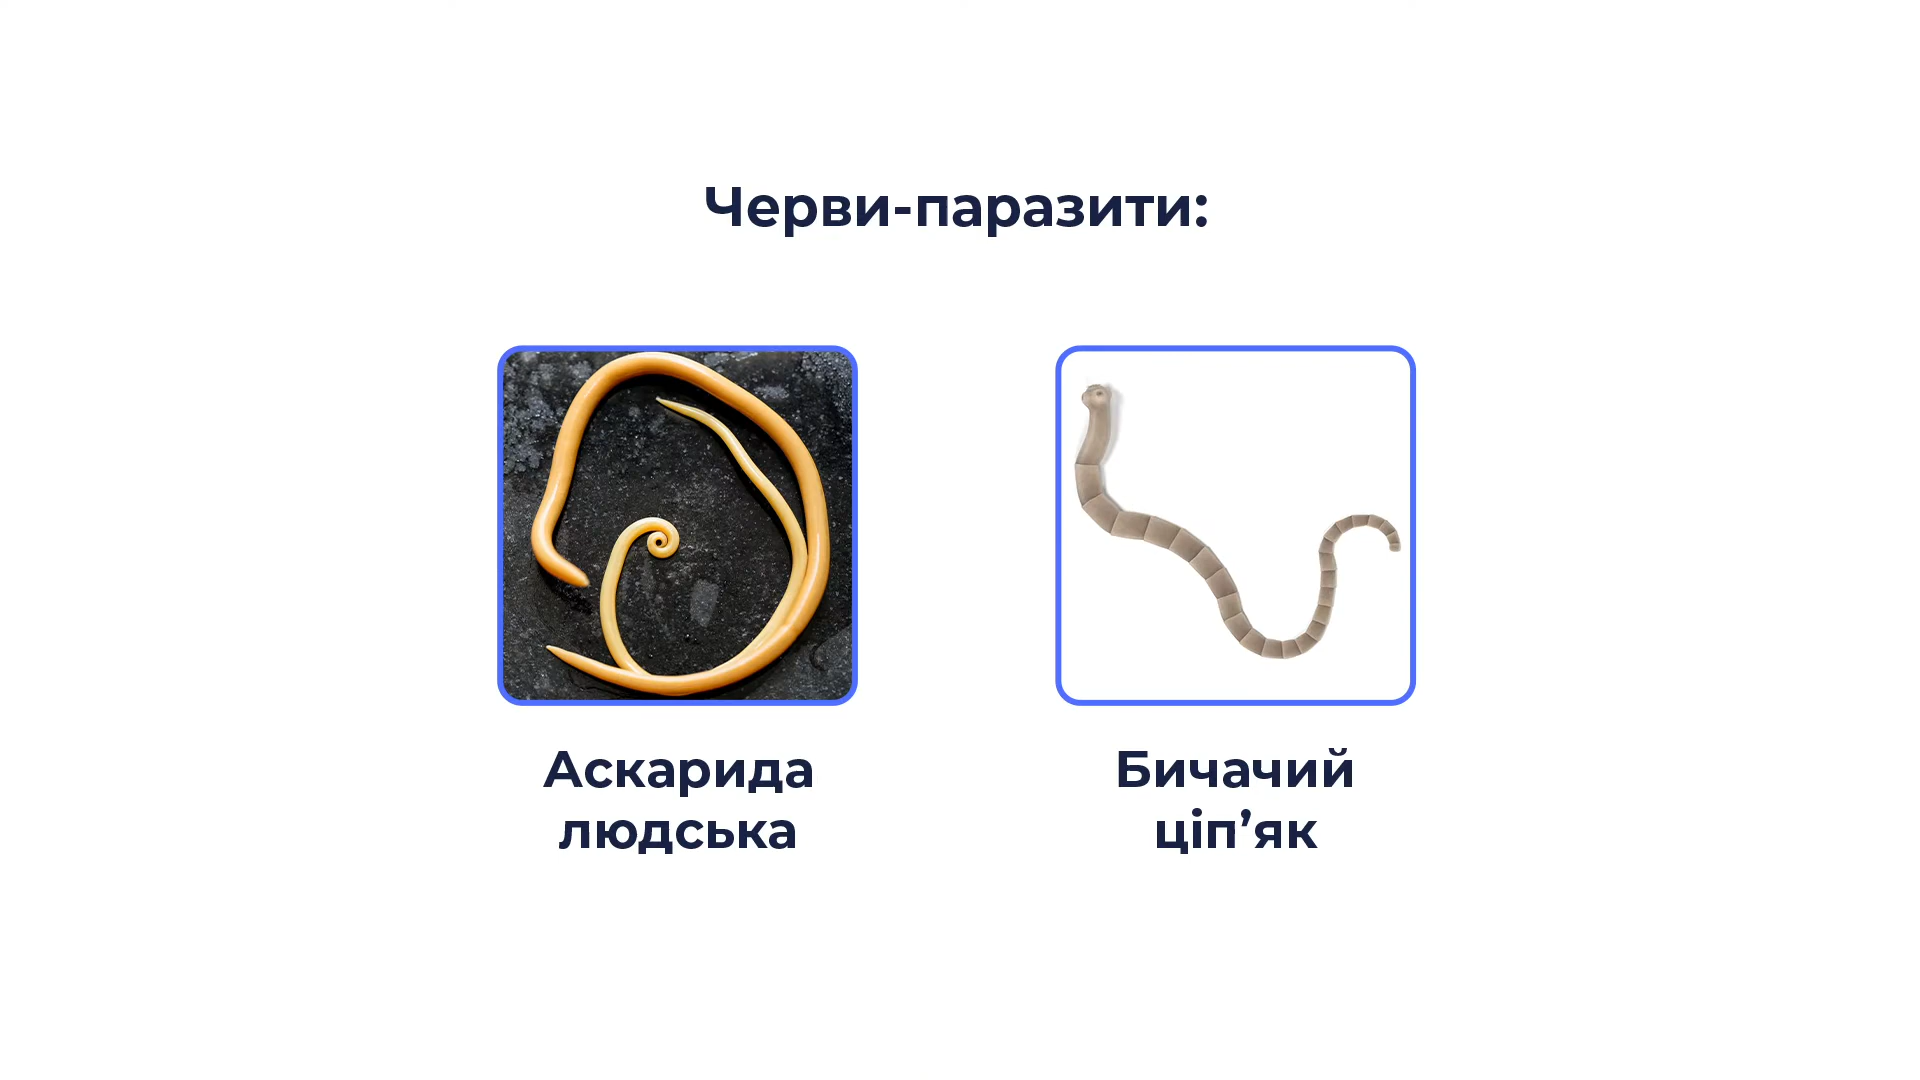 Черви-паразити:
Аскарида
людська
Бичачий
ціп’як